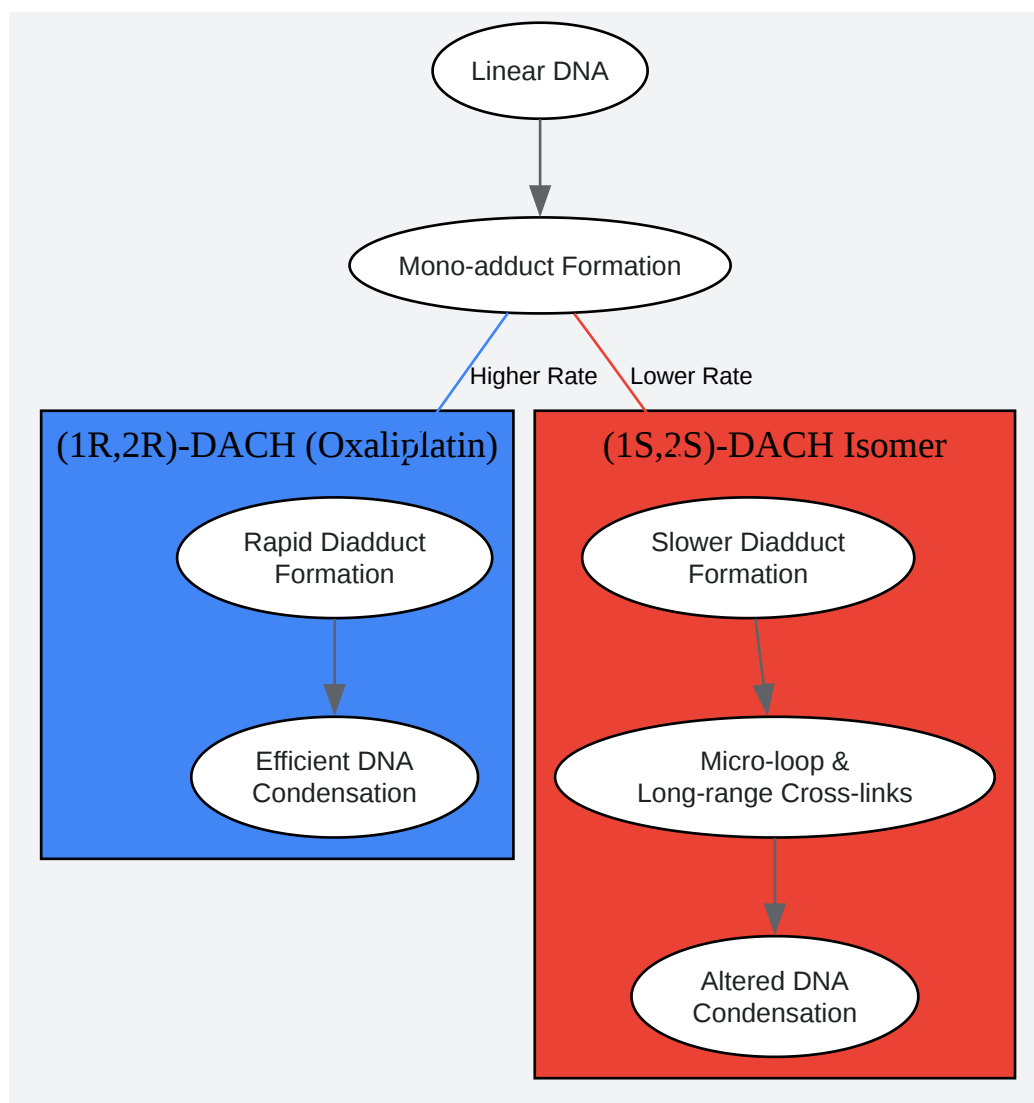 Linear DNA
Mono-adduct Formation
Higher Rate
Lower Rate
(1R,2R)-DACH (Oxaliplatin)
Rapid Diadduct
Formation
Efficient DNA
Condensation
(1S,2S)-DACH Isomer
Slower Diadduct
Formation
Micro-loop &
Long-range Cross-links
Altered DNA
Condensation